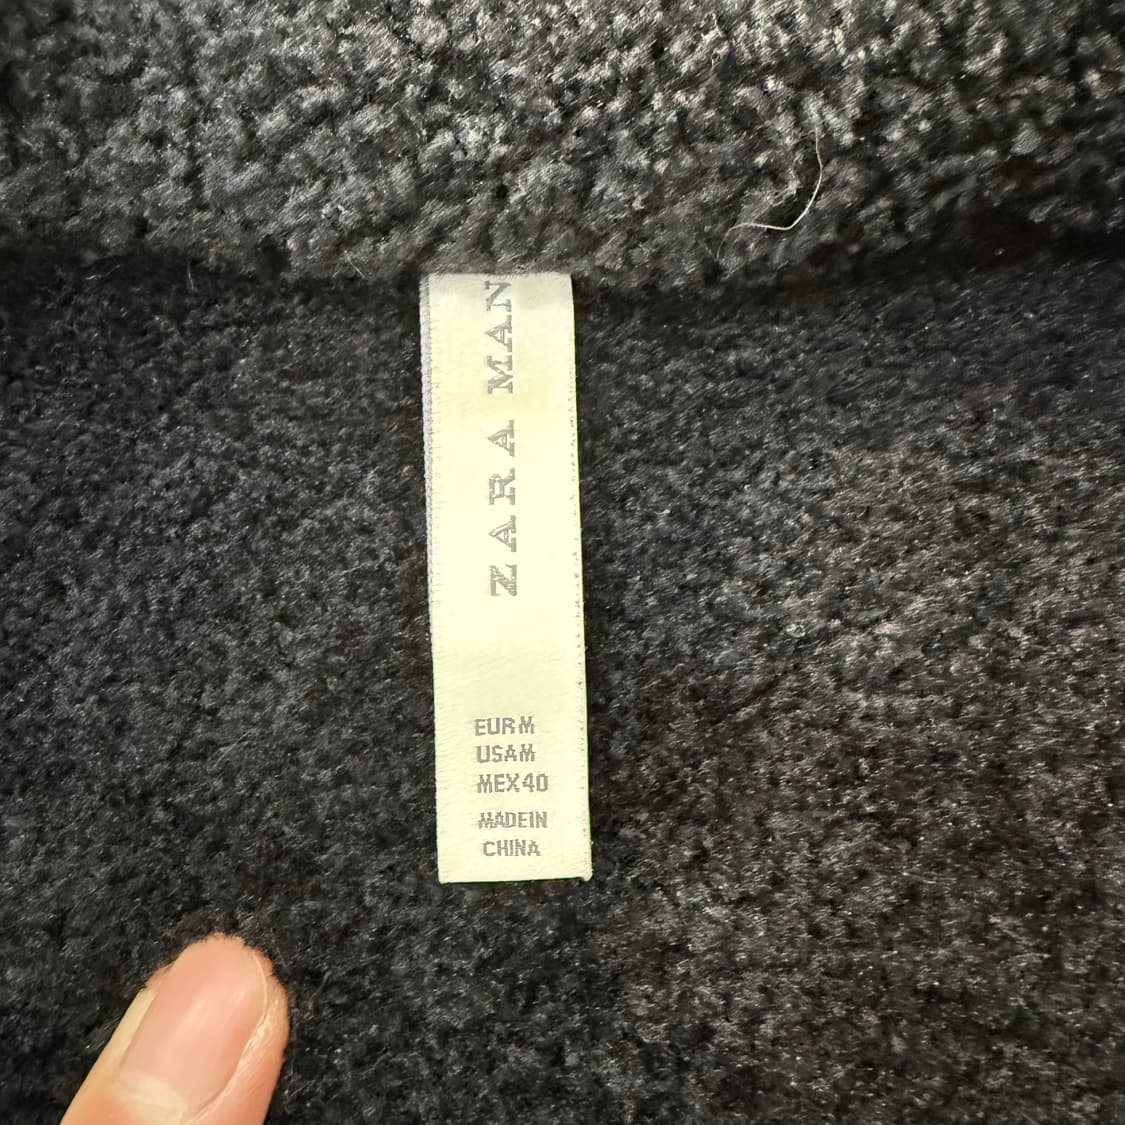 ZARA MAN
EUR M
USA M
MEX 40
MADE IN
CHINA